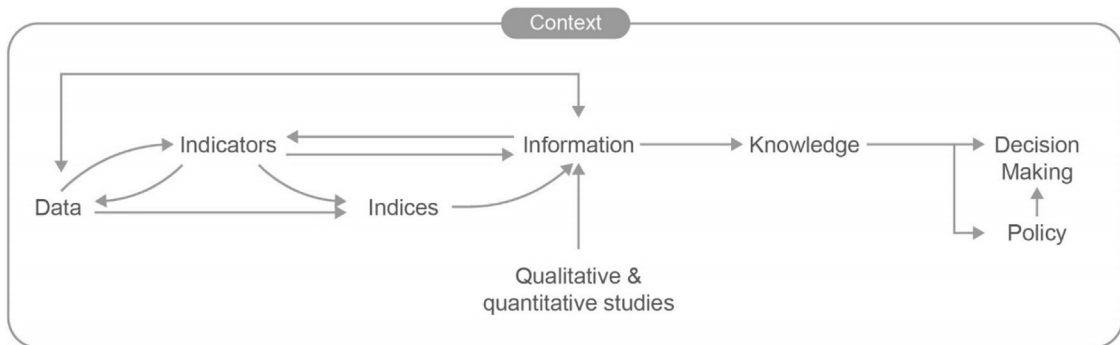 Context
Indicators
Information
Knowledge
Decision
Making
Data
Indices
Policy
Qualitative &
quantitative studies